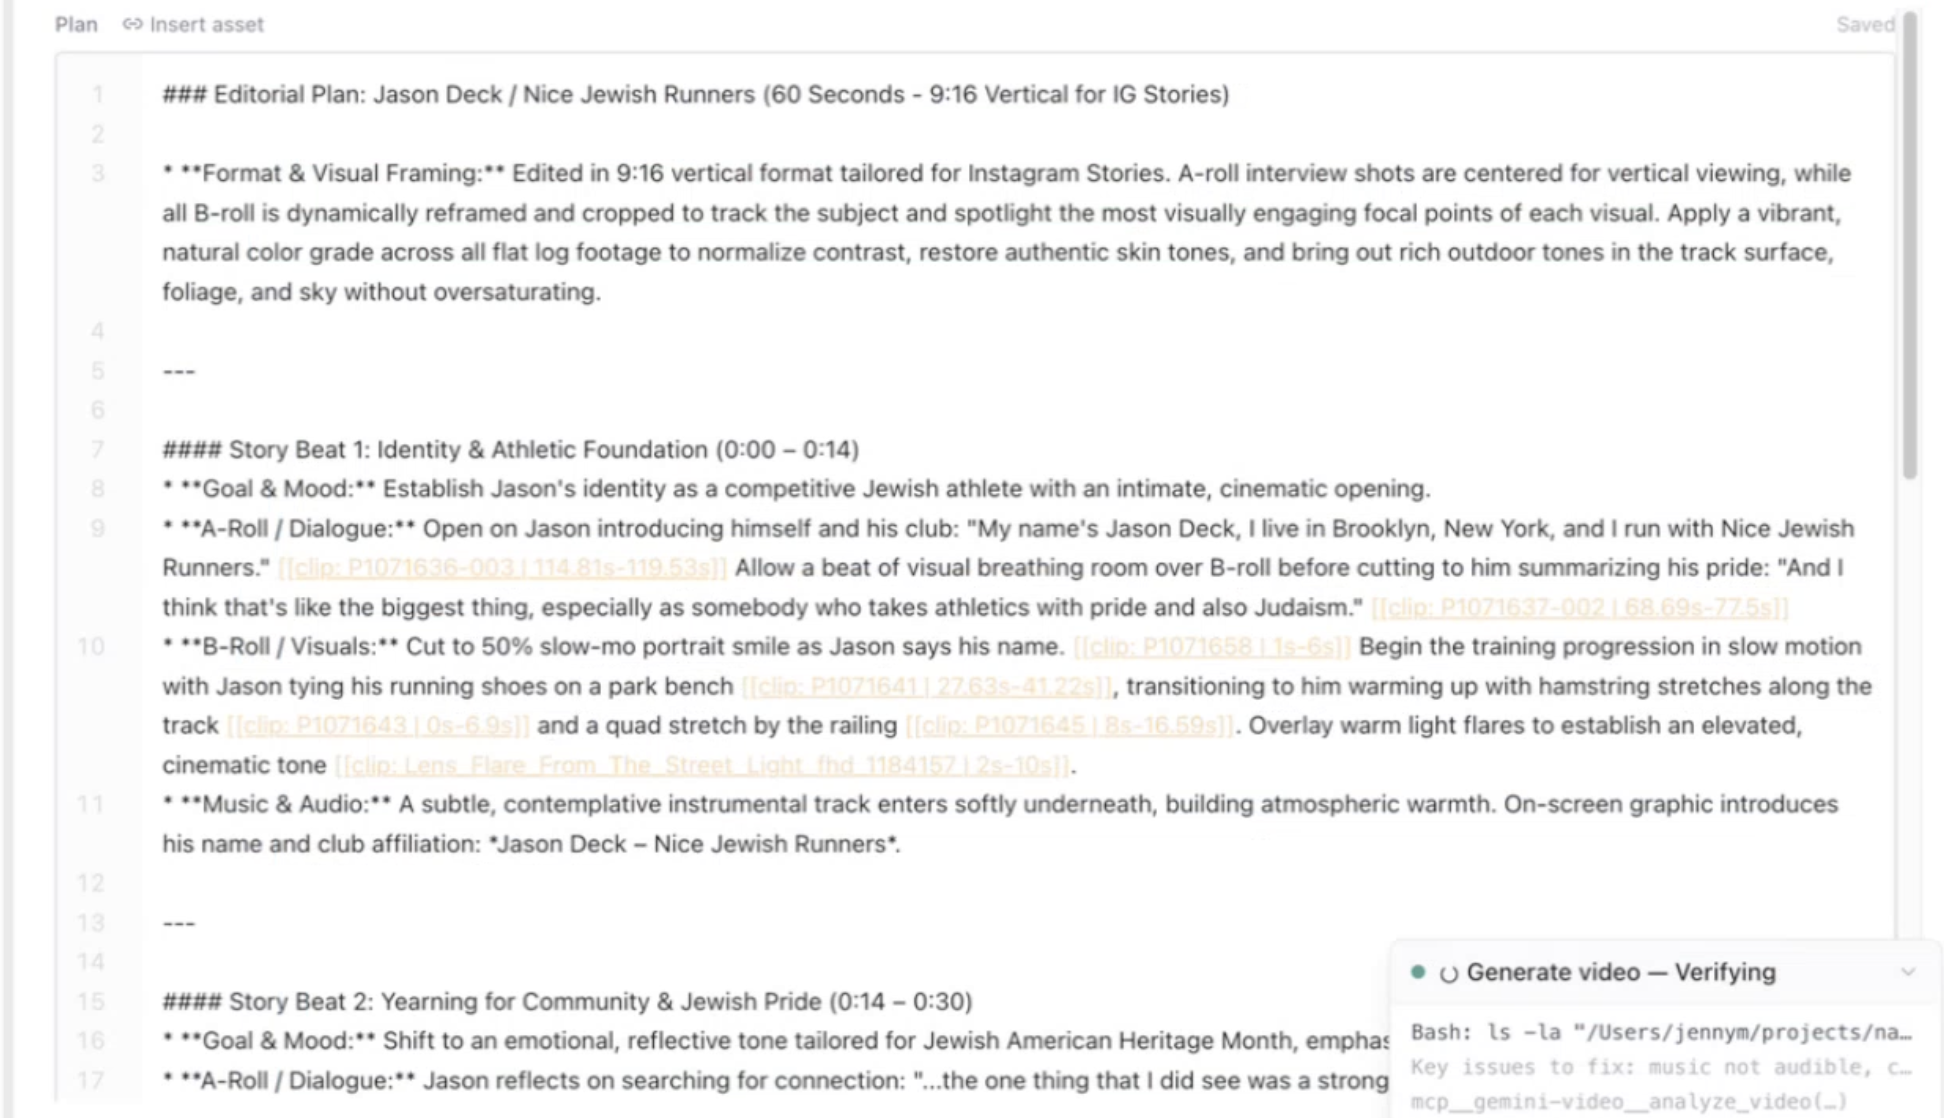 Plan Insert asset Saved
1 ### Editorial Plan: Jason Deck / Nice Jewish Runners (60 Seconds - 9:16 Vertical for IG Stories)
2
3 * **Format & Visual Framing:** Edited in 9:16 vertical format tailored for Instagram Stories. A-roll interview shots are centered for vertical viewing, while
all B-roll is dynamically reframed and cropped to track the subject and spotlight the most visually engaging focal points of each visual. Apply a vibrant,
natural color grade across all flat log footage to normalize contrast, restore authentic skin tones, and bring out rich outdoor tones in the track surface,
foliage, and sky without oversaturating.
4
5 ---
6
7 #### Story Beat 1: Identity & Athletic Foundation (0:00 – 0:14)
8 * **Goal & Mood:** Establish Jason's identity as a competitive Jewish athlete with an intimate, cinematic opening.
9 * **A-Roll / Dialogue:** Open on Jason introducing himself and his club: "My name's Jason Deck, I live in Brooklyn, New York, and I run with Nice Jewish
Runners." [[clip: P1071636-003 | 114.81s-119.53s]] Allow a beat of visual breathing room over B-roll before cutting to him summarizing his pride: "And I
think that's like the biggest thing, especially as somebody who takes athletics with pride and also Judaism." [[clip: P1071637-002 | 68.69s-77.5s]]
10 * **B-Roll / Visuals:** Cut to 50% slow-mo portrait smile as Jason says his name. [[clip: P1071658 | 1s-6s]] Begin the training progression in slow motion
with Jason tying his running shoes on a park bench [[clip: P1071641 | 27.63s-41.22s]], transitioning to him warming up with hamstring stretches along the
track [[clip: P1071643 | 0s-6.9s]] and a quad stretch by the railing [[clip: P1071645 | 8s-16.59s]]. Overlay warm light flares to establish an elevated,
cinematic tone [[clip: Lens_Flare_From_The_Street_Light_fhd_1184157 | 2s-10s]].
11 * **Music & Audio:** A subtle, contemplative instrumental track enters softly underneath, building atmospheric warmth. On-screen graphic introduces
his name and club affiliation: *Jason Deck – Nice Jewish Runners*.
12
13 ---
14
15 #### Story Beat 2: Yearning for Community & Jewish Pride (0:14 – 0:30)
16 * **Goal & Mood:** Shift to an emotional, reflective tone tailored for Jewish American Heritage Month, emphas
17 * **A-Roll / Dialogue:** Jason reflects on searching for connection: "...the one thing that I did see was a strong
Generate video — Verifying
Bash: ls -la "/Users/jennym/projects/na…
Key issues to fix: music not audible, c…
mcp__gemini-video__analyze_video(…)